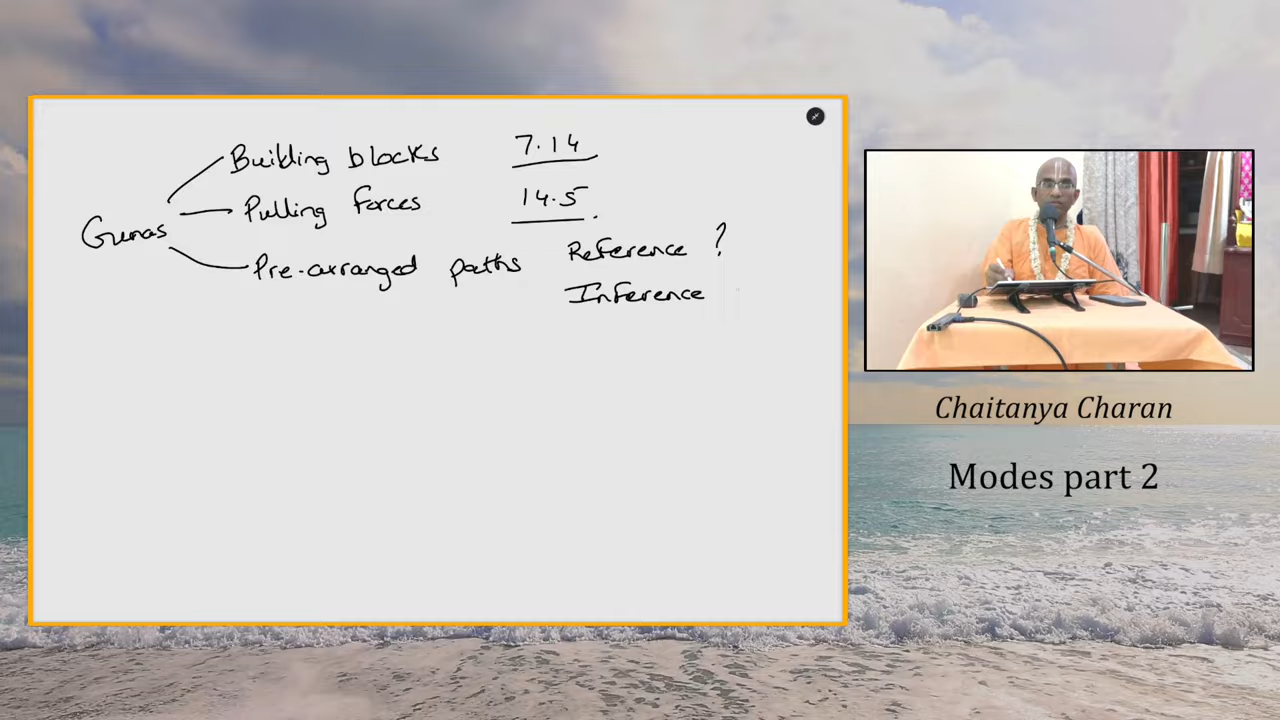 Building blocks 7.14
Pulling forces 14.5
Gunas
Pre-arranged paths Reference ?
Inference
Chaitanya Charan
Modes part 2